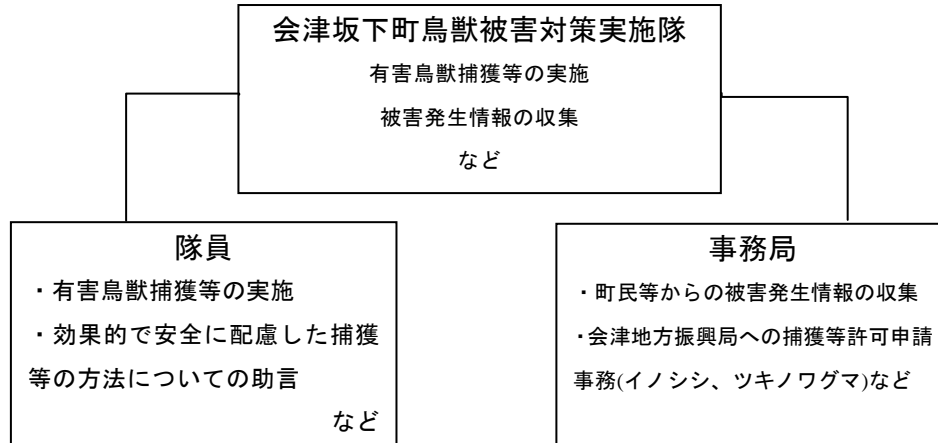 会津坂下町鳥獣被害対策実施隊
有害鳥獣捕獲等の実施
被害発生情報の収集
など
隊員
・有害鳥獣捕獲等の実施
・効果的で安全に配慮した捕獲
等の方法についての助言
など
事務局
・町民等からの被害発生情報の収集
・会津地方振興局への捕獲等許可申請
事務(イノシシ、ツキノワグマ)など